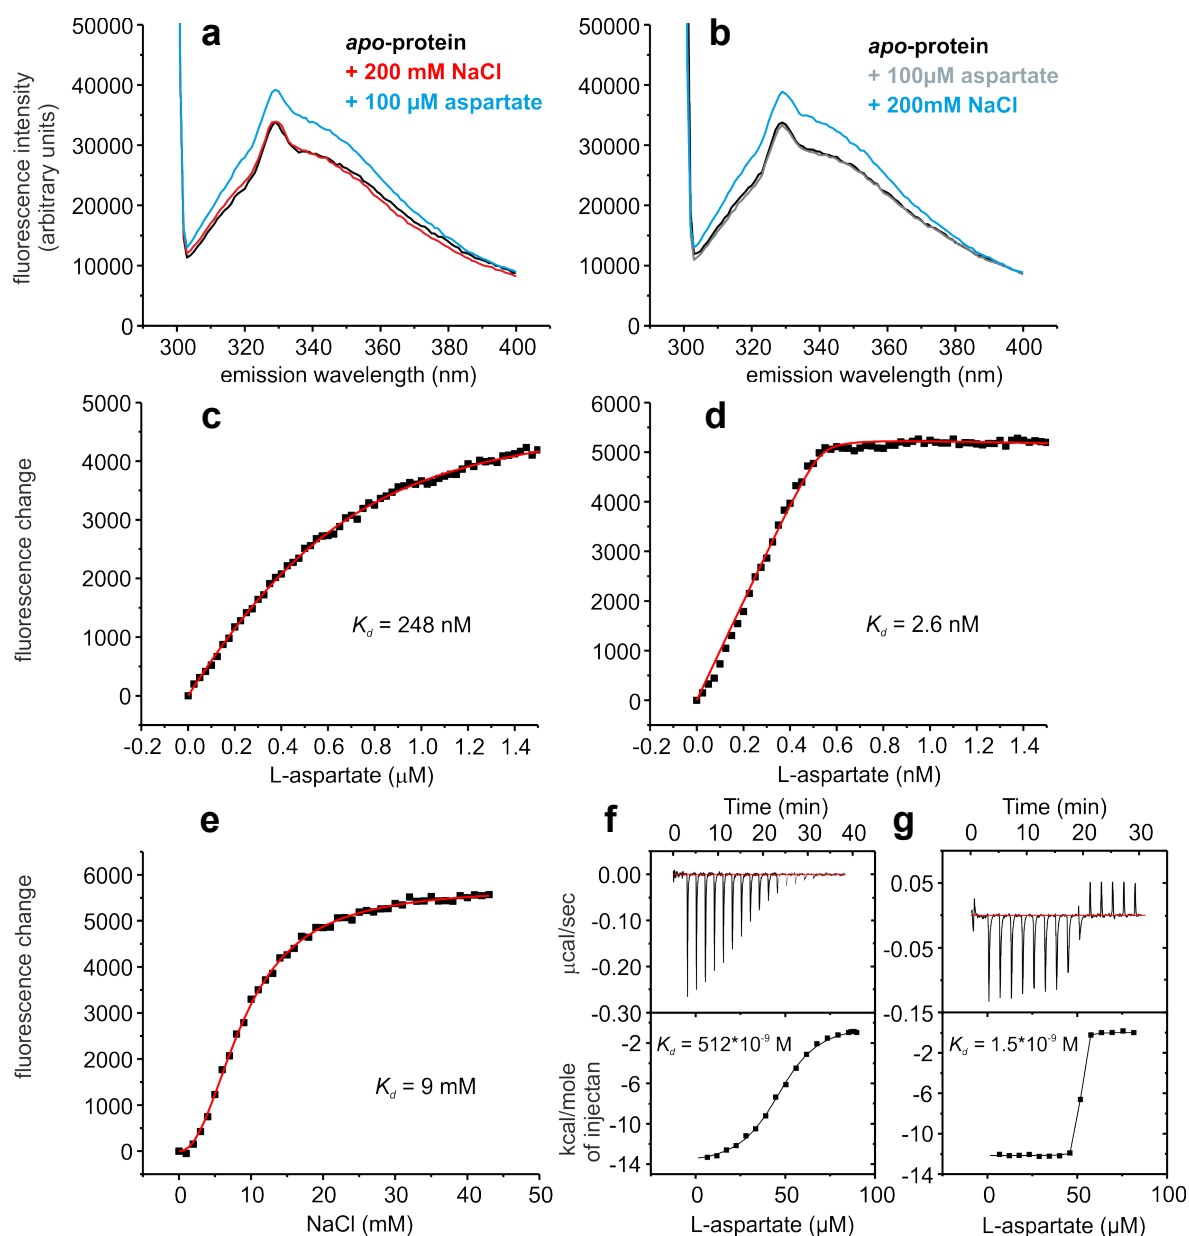 a
apo-protein
+ 200 mM NaCl
+ 100 µM aspartate
50000
40000
30000
20000
10000
0
300 320 340 360 380 400
emission wavelength (nm)
fluorescence intensity
(arbitrary units)
b
apo-protein
+ 100µM aspartate
+ 200mM NaCl
50000
40000
30000
20000
10000
0
300 320 340 360 380 400
emission wavelength (nm)
c
5000
4000
3000
2000
1000
0
Kd = 248 nM
-0.2 0.0 0.2 0.4 0.6 0.8 1.0 1.2 1.4
L-aspartate (µM)
fluorescence change
d
6000
5000
4000
3000
2000
1000
0
Kd = 2.6 nM
-0.2 0.0 0.2 0.4 0.6 0.8 1.0 1.2 1.4
L-aspartate (nM)
e
6000
5000
4000
3000
2000
1000
0
Kd = 9 mM
0 10 20 30 40 50
NaCl (mM)
fluorescence change
f
Time (min)
0 10 20 30 40
0.00
-0.10
-0.20
-0.30
µcal/sec
Kd = 512*10-9 M
-2
-6
-10
-14
kcal/mole
of injectan
0 50 100
L-aspartate (µM)
g
Time (min)
0 10 20 30
0.05
-0.05
-0.15
Kd = 1.5*10-9 M
0
-4
-8
-12
0 50 100
L-aspartate (µM)